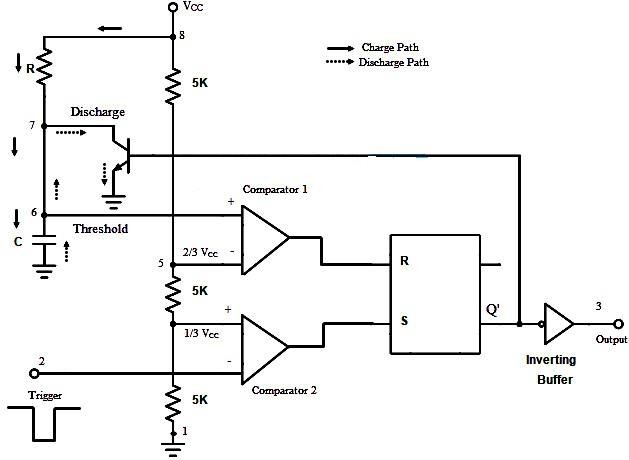 Vcc
8
Charge Path
Discharge Path
R
5K
Discharge
7
Comparator 1
+
6
Threshold
C
2/3 Vcc
-
5
R
5K
+
Q'
3
1/3 Vcc
S
Output
2
-
Inverting
Buffer
Trigger
5K
Comparator 2
1